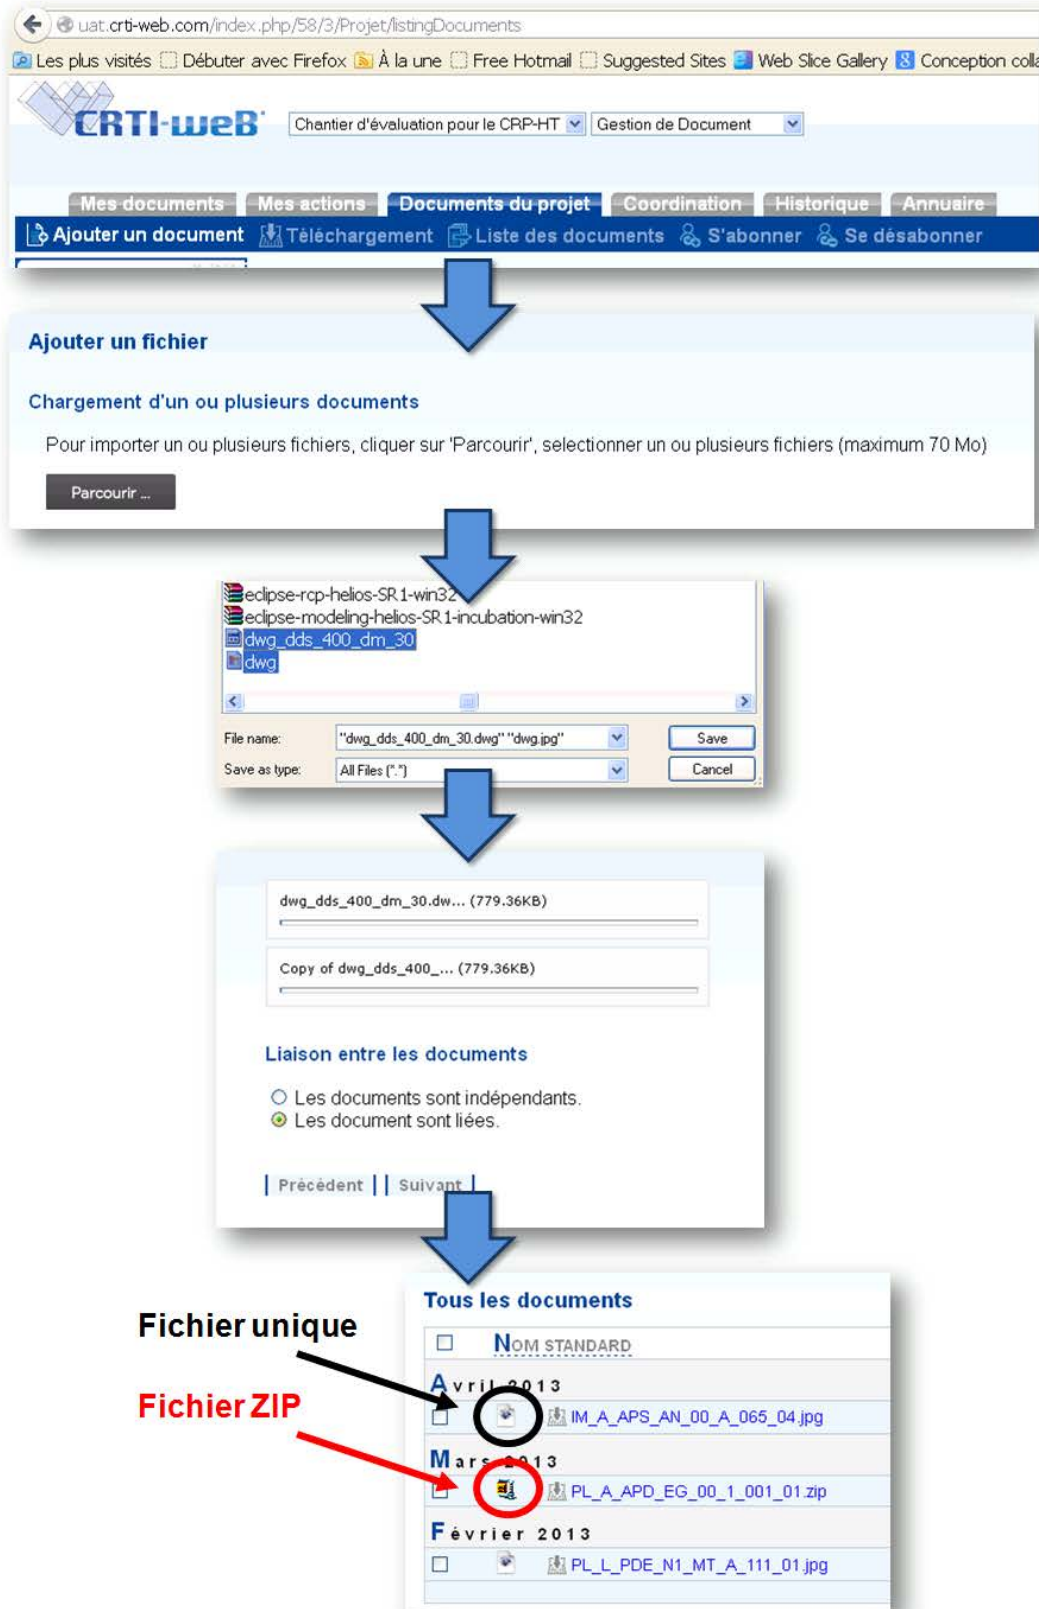 uat.crti-web.com/index.php/58/3/Projet/listingDocuments
Les plus visités Débuter avec Firefox À la une Free Hotmail Suggested Sites Web Slice Gallery Conception colla
CRTI-weB Chantier d'évaluation pour le CRP-HT Gestion de Document
Mes documents Mes actions Documents du projet Coordination Historique Annuaire
Ajouter un document Téléchargement Liste des documents S'abonner Se désabonner
Ajouter un fichier
Chargement d'un ou plusieurs documents
Pour importer un ou plusieurs fichiers, cliquer sur 'Parcourir', selectionner un ou plusieurs fichiers (maximum 70 Mo)
Parcourir ...
eclipse-rcp-helios-SR1-win32
eclipse-modeling-helios-SR1-incubation-win32
dwg_dds_400_dm_30
dwg
File name: "dwg_dds_400_dm_30.dwg" "dwg.jpg" Save
Save as type: All Files (*.*) Cancel
dwg_dds_400_dm_30.dw... (779.36KB)
Copy of dwg_dds_400_... (779.36KB)
Liaison entre les documents
Les documents sont indépendants.
Les document sont liées.
Précédent Suivant
Tous les documents
Fichier unique
NOM STANDARD
Avril 2013
Fichier ZIP
IM_A_APS_AN_00_A_065_04.jpg
Mars 2013
PL_A_APD_EG_00_1_001_01.zip
Février 2013
PL_L_PDE_N1_MT_A_111_01.jpg